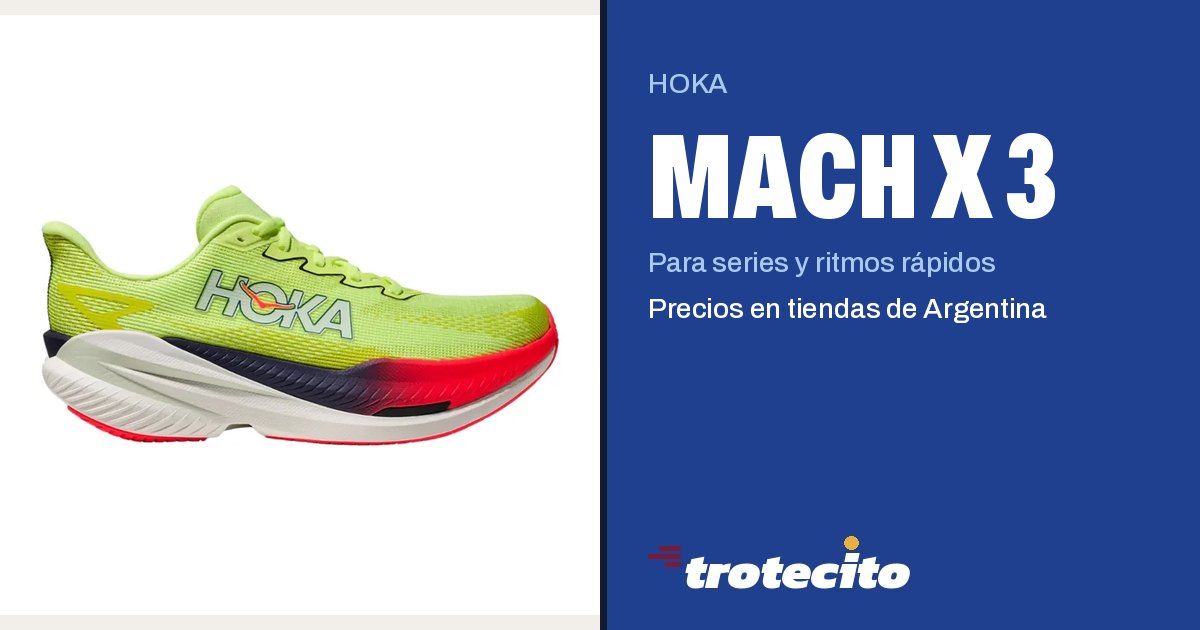 HOKA
HOKA
MACH X 3
Para series y ritmos rápidos
Precios en tiendas de Argentina
trotecito